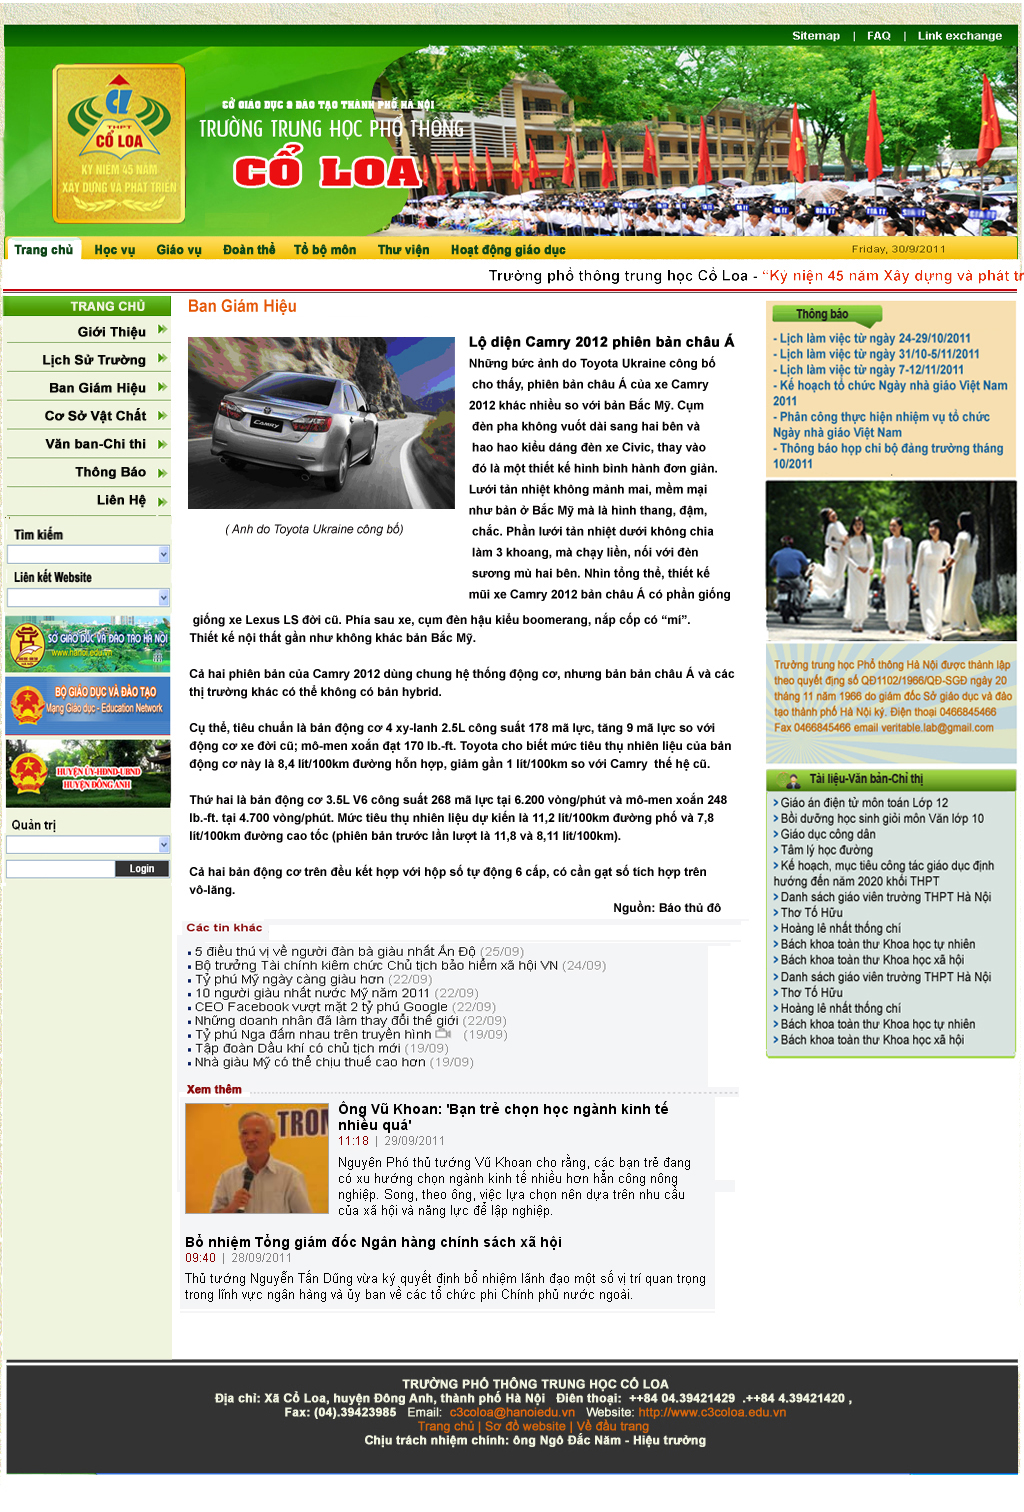 Sitemap | FAQ | Link exchange
CỔ LOA
THPT
CỔ LOA
KỶ NIỆM 45 NĂM
XÂY DỰNG VÀ PHÁT TRIỂN
SỞ GIÁO DỤC & ĐÀO TẠO THÀNH PHỐ HÀ NỘI
TRƯỜNG TRUNG HỌC PHỔ THÔNG
CỔ LOA
Trang chủ Học vụ Giáo vụ Đoàn thể Tổ bộ môn Thư viện Hoạt động giáo dục Friday, 30/9/2011
Trường phổ thông trung học Cổ Loa - “Kỷ niện 45 năm Xây dựng và phát tr
TRANG CHỦ
Giới Thiệu
Lịch Sử Trường
Ban Giám Hiệu
Cơ Sở Vật Chất
Văn ban-Chi thi
Thông Báo
Liên Hệ
Tìm kiếm
Liên kết Website
SỞ GIÁO DỤC VÀ ĐÀO TẠO HÀ NỘI
www.hanoi.edu.vn
BỘ GIÁO DỤC VÀ ĐÀO TẠO
Mạng Giáo dục - Education Network
HUYỆN ỦY-HĐND-UBND
HUYỆN ĐÔNG ANH
Quản trị
Login
Ban Giám Hiệu
Lộ diện Camry 2012 phiên bản châu Á
Những bức ảnh do Toyota Ukraine công bố
cho thấy, phiên bản châu Á của xe Camry
2012 khác nhiều so với bản Bắc Mỹ. Cụm
đèn pha không vuốt dài sang hai bên và
hao hao kiểu dáng đèn xe Civic, thay vào
đó là một thiết kế hình bình hành đơn giản.
Lưới tản nhiệt không mảnh mai, mềm mại
như bản ở Bắc Mỹ mà là hình thang, đậm,
chắc. Phần lưới tản nhiệt dưới không chia
làm 3 khoang, mà chạy liền, nối với đèn
sương mù hai bên. Nhìn tổng thể, thiết kế
mũi xe Camry 2012 bản châu Á có phần giống
CAMRY
( Anh do Toyota Ukraine công bố)
giống xe Lexus LS đời cũ. Phía sau xe, cụm đèn hậu kiểu boomerang, nắp cốp có “mí”.
Thiết kế nội thất gần như không khác bản Bắc Mỹ.
Cả hai phiên bản của Camry 2012 dùng chung hệ thống động cơ, nhưng bản bản châu Á và các
thị trường khác có thể không có bản hybrid.
Cụ thể, tiêu chuẩn là bản động cơ 4 xy-lanh 2.5L công suất 178 mã lực, tăng 9 mã lực so với
động cơ xe đời cũ; mô-men xoắn đạt 170 lb.-ft. Toyota cho biết mức tiêu thụ nhiên liệu của bản
động cơ này là 8,4 lít/100km đường hỗn hợp, giảm gần 1 lít/100km so với Camry thế hệ cũ.
Thứ hai là bản động cơ 3.5L V6 công suất 268 mã lực tại 6.200 vòng/phút và mô-men xoắn 248
lb.-ft. tại 4.700 vòng/phút. Mức tiêu thụ nhiên liệu dự kiến là 11,2 lít/100km đường phố và 7,8
lít/100km đường cao tốc (phiên bản trước lần lượt là 11,8 và 8,11 lít/100km).
Cả hai bản động cơ trên đều kết hợp với hộp số tự động 6 cấp, có cần gạt số tích hợp trên
vô-lăng.
Nguồn: Báo thủ đô
Các tin khác
5 điều thú vị về người đàn bà giàu nhất Ấn Độ (25/09)
Bộ trưởng Tài chính kiêm chức Chủ tịch bảo hiểm xã hội VN (24/09)
Tỷ phú Mỹ ngày càng giàu hơn (22/09)
10 người giàu nhất nước Mỹ năm 2011 (22/09)
CEO Facebook vượt mặt 2 tỷ phú Google (22/09)
Những doanh nhân đã làm thay đổi thế giới (22/09)
Tỷ phú Nga đấm nhau trên truyền hình (19/09)
Tập đoàn Dầu khí có chủ tịch mới (19/09)
Nhà giàu Mỹ có thể chịu thuế cao hơn (19/09)
Xem thêm
TRON
Ông Vũ Khoan: 'Bạn trẻ chọn học ngành kinh tế
nhiều quá'
11:18 | 29/09/2011
Nguyên Phó thủ tướng Vũ Khoan cho rằng, các bạn trẻ đang
có xu hướng chọn ngành kinh tế nhiều hơn hẳn công nông
nghiệp. Song, theo ông, việc lựa chọn nên dựa trên nhu cầu
của xã hội và năng lực để lập nghiệp.
Bổ nhiệm Tổng giám đốc Ngân hàng chính sách xã hội
09:40 | 28/09/2011
Thủ tướng Nguyễn Tấn Dũng vừa ký quyết định bổ nhiệm lãnh đạo một số vị trí quan trọng
trong lĩnh vực ngân hàng và ủy ban về các tổ chức phi Chính phủ nước ngoài.
Thông báo
- Lịch làm việc từ ngày 24-29/10/2011
- Lịch làm việc từ ngày 31/10-5/11/2011
- Lịch làm việc từ ngày 7-12/11/2011
- Kế hoạch tổ chức Ngày nhà giáo Việt Nam
2011
- Phân công thực hiện nhiệm vụ tổ chức
Ngày nhà giáo Việt Nam
- Thông báo họp chi bộ đảng trường tháng
10/2011
Trường trung học Phổ thông Hà Nội được thành lập
theo quyết địng số QĐ1102/1966/QĐ-SGĐ ngày 20
tháng 11 năm 1966 do giám đốc Sở giáo dục và đào
tạo thành phố Hà Nội ký. Điện thoại 0466845466
Fax 0466845466 email veritable.lab@gmail.com
Tài liệu-Văn bản-Chỉ thị
Giáo án điện tử môn toán Lớp 12
Bồi dưỡng học sinh giỏi môn Văn lớp 10
Giáo dục công dân
Tâm lý học đường
Kế hoạch, mục tiêu công tác giáo dục định
hướng đến năm 2020 khối THPT
Danh sách giáo viên trường THPT Hà Nội
Thơ Tố Hữu
Hoàng lê nhất thống chí
Bách khoa toàn thư Khoa học tự nhiên
Bách khoa toàn thư Khoa học xã hội
Danh sách giáo viên trường THPT Hà Nội
Thơ Tố Hữu
Hoàng lê nhất thống chí
Bách khoa toàn thư Khoa học tự nhiên
Bách khoa toàn thư Khoa học xã hội
TRƯỜNG PHỔ THÔNG TRUNG HỌC CỔ LOA
Địa chỉ: Xã Cổ Loa, huyện Đông Anh, thành phố Hà Nội Điên thoại: ++84 04.39421429 .++84 4.39421420 ,
Fax: (04).39423985 Email: c3coloa@hanoiedu.vn Website: http://www.c3coloa.edu.vn
Trang chủ | Sơ đồ website | Về đầu trang
Chịu trách nhiệm chính: ông Ngô Đắc Năm - Hiệu trưởng